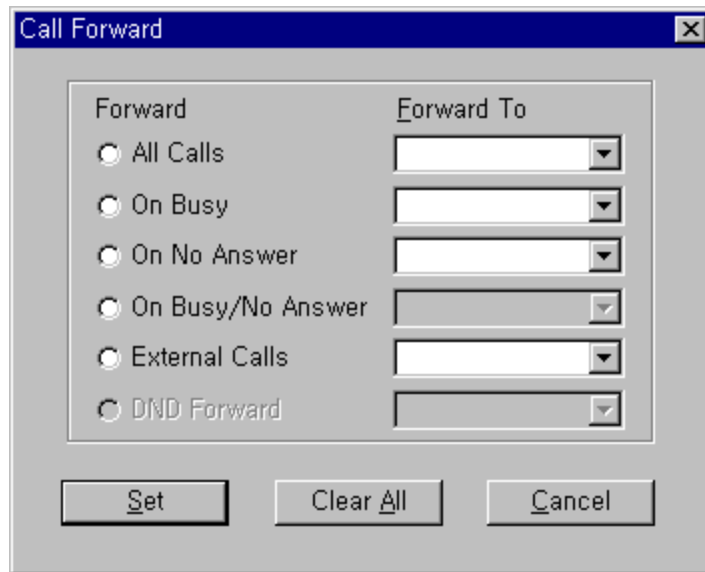 Call Forward
Forward Forward To
All Calls
On Busy
On No Answer
On Busy/No Answer
External Calls
DND Forward
Set Clear All Cancel